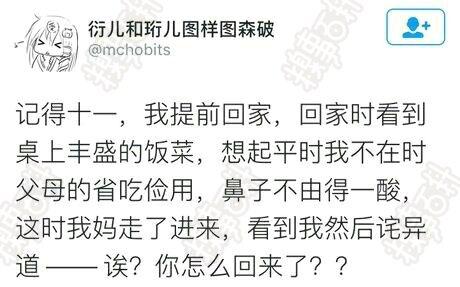 衍儿和珩儿图样图森破
@mchobits
记得十一，我提前回家，回家时看到
桌上丰盛的饭菜，想起平时我不在时
父母的省吃俭用，鼻子不由得一酸，
这时我妈走了进来，看到我然后诧异
道 —— 诶？你怎么回来了？？